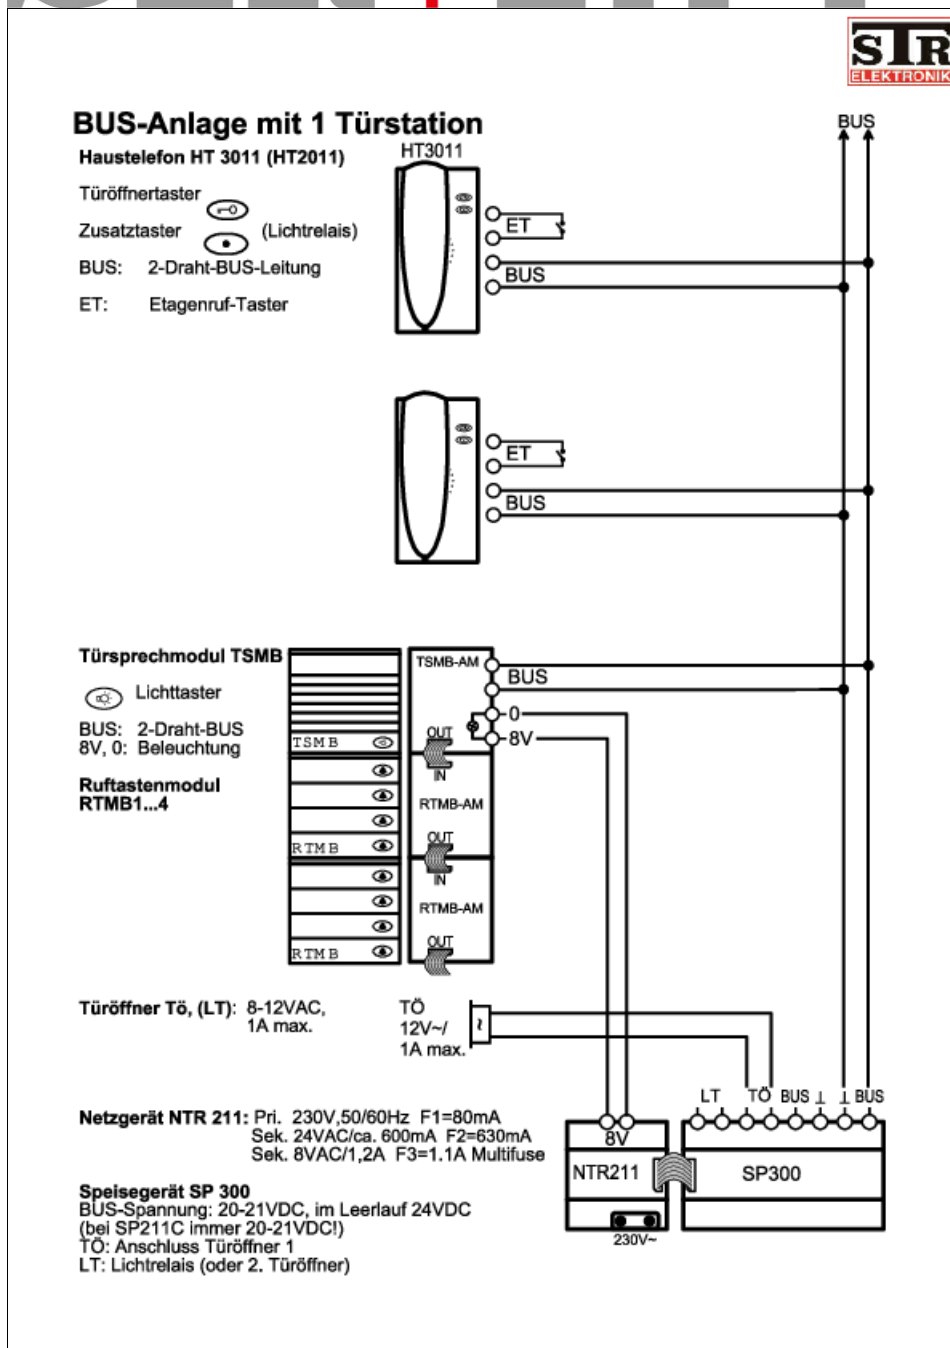 STR
ELEKTRONIK
BUS-Anlage mit 1 Türstation
BUS
Haustelefon HT 3011 (HT2011)
HT3011
Türöffnertaster
Zusatztaster (Lichtrelais)
BUS: 2-Draht-BUS-Leitung
ET: Etagenruf-Taster
ET
BUS
ET
BUS
Türsprechmodul TSMB
TSMB-AM
BUS
Lichttaster
BUS: 2-Draht-BUS
8V, 0: Beleuchtung
0
8V
TSMB
OUT
IN
Ruftastenmodul
RTMB1...4
RTMB-AM
RTMB
OUT
IN
RTMB-AM
RTMB
OUT
Türöffner Tö, (LT): 8-12VAC,
1A max.
TÖ
12V~/
1A max.
~
LT TÖ BUS ⊥ ⊥ BUS
Netzgerät NTR 211: Pri. 230V,50/60Hz F1=80mA
Sek. 24VAC/ca. 600mA F2=630mA
Sek. 8VAC/1,2A F3=1.1A Multifuse
8V
NTR211
SP300
230V~
Speisegerät SP 300
BUS-Spannung: 20-21VDC, im Leerlauf 24VDC
(bei SP211C immer 20-21VDC!)
TÖ: Anschluss Türöffner 1
LT: Lichtrelais (oder 2. Türöffner)